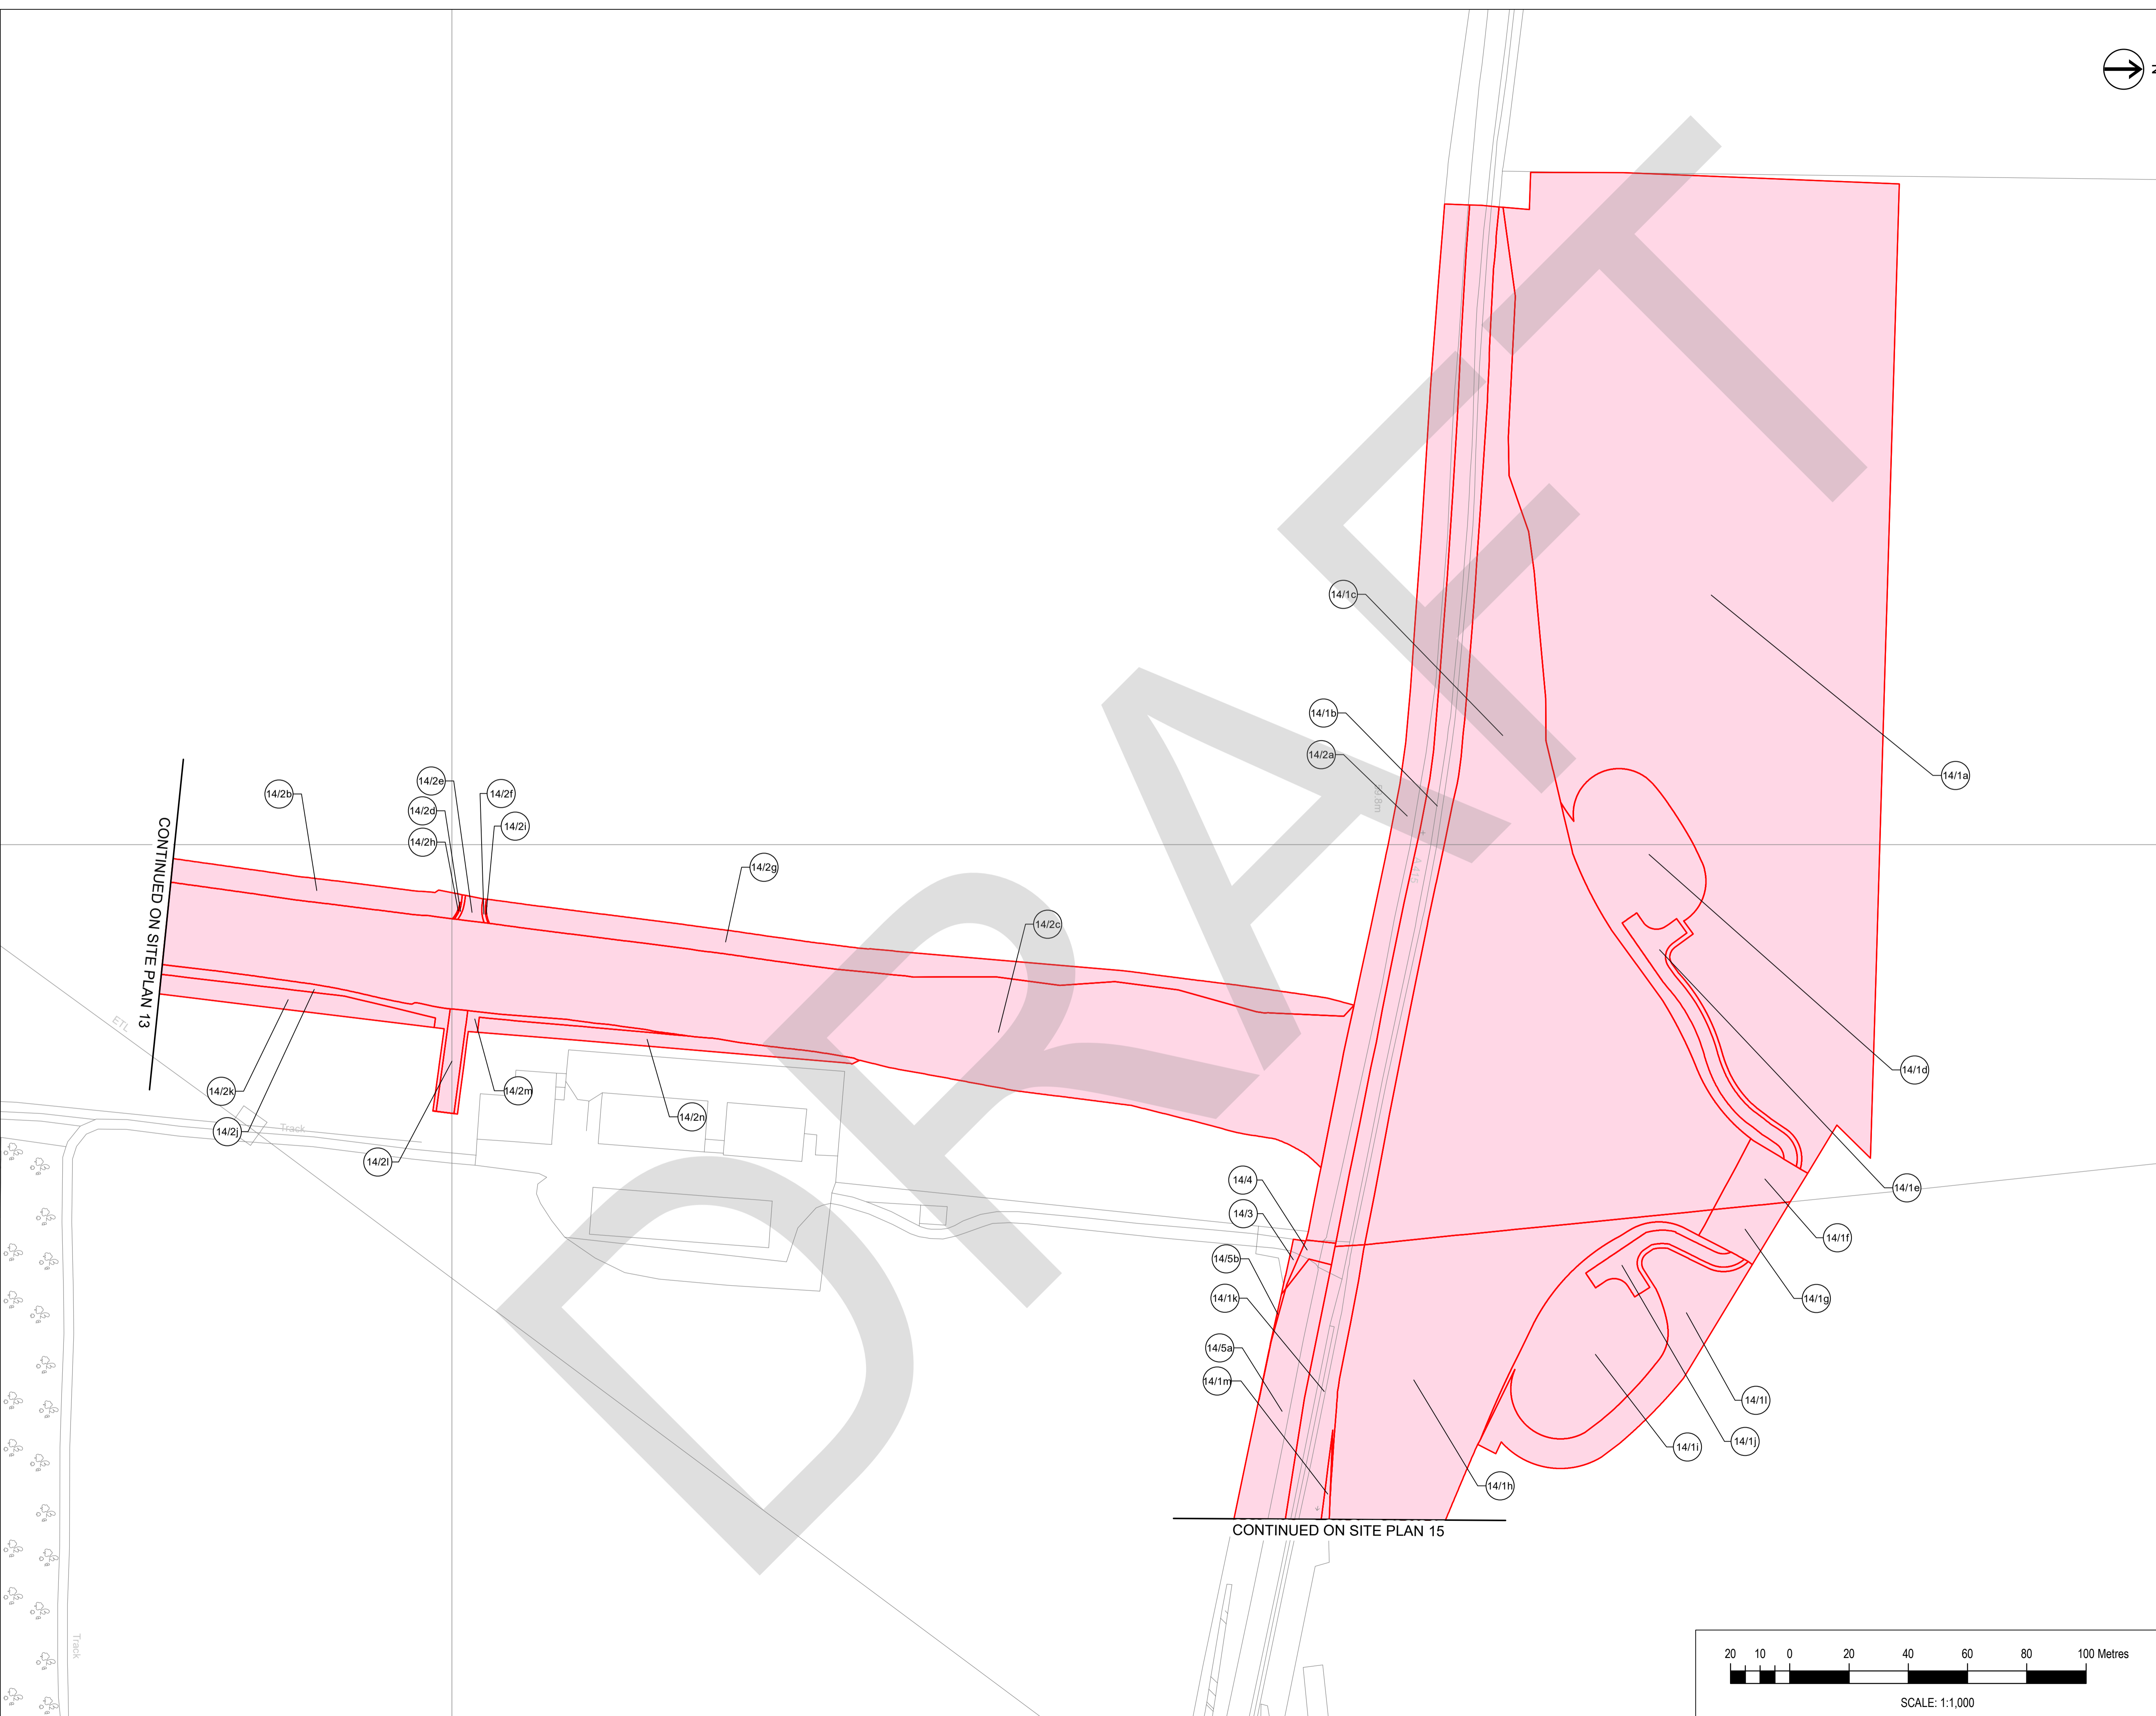 N
14/1c
14/1b
14/2a
59.8m
14/1a
A415
14/2b
14/2e
14/2f
14/2d
14/2i
14/2h
14/2g
14/2c
CONTINUED ON SITE PLAN 13
ETL
14/2k
14/2m
14/2j
Track
14/2n
14/2l
14/1d
14/4
14/1e
14/3
14/1f
14/5b
14/1k
14/1g
14/5a
14/1m
14/1l
14/1j
14/1i
14/1h
CONTINUED ON SITE PLAN 15
Track
DRAFT
20 10 0 20 40 60 80 100 Metres
SCALE: 1:1,000